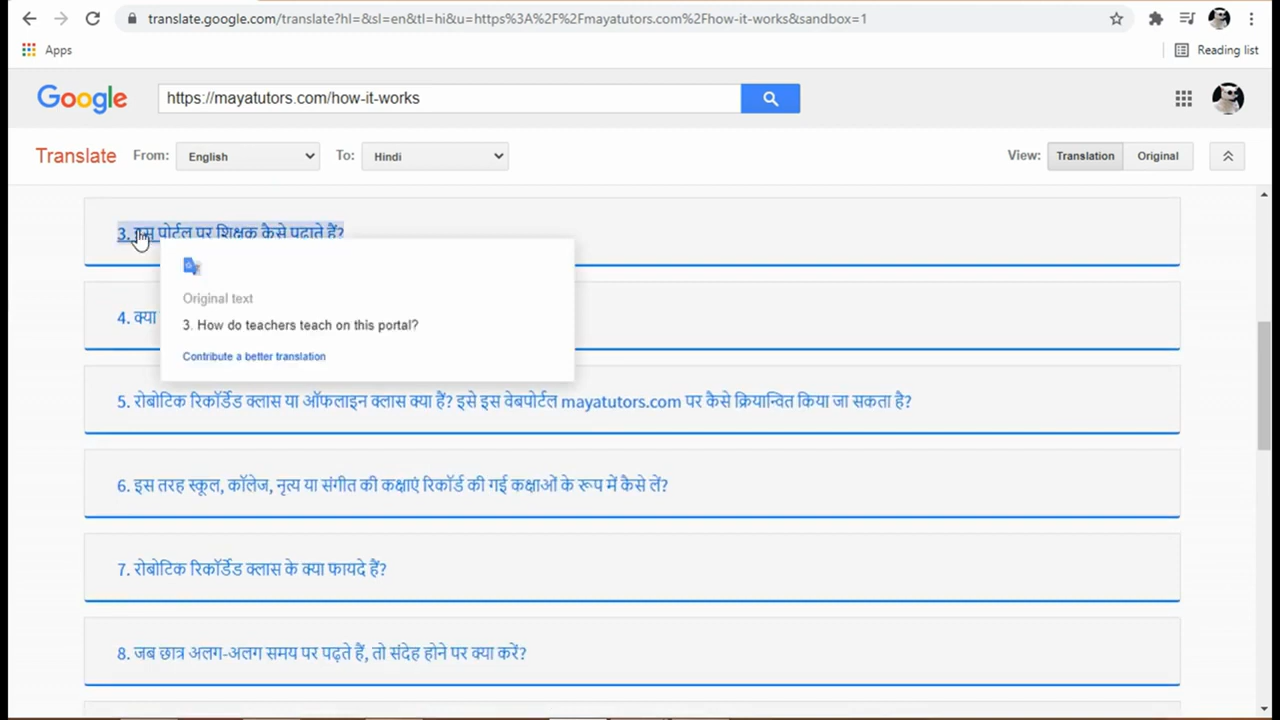 translate.google.com/translate?hl=&sl=en&tl=hi&u=https%3A%2F%2Fmayatutors.com%2Fhow-it-works&sandbox=1
Apps
Reading list
Google
https://mayatutors.com/how-it-works
Translate From: English To: Hindi View: Translation Original
3. इस पोर्टल पर शिक्षक कैसे पढ़ाते हैं?
Original text
3. How do teachers teach on this portal?
4. क्या
Contribute a better translation
5. रोबोटिक रिकॉर्डेड क्लास या ऑफलाइन क्लास क्या हैं? इसे इस वेबपोर्टल mayatutors.com पर कैसे क्रियान्वित किया जा सकता है?
6. इस तरह स्कूल, कॉलेज, नृत्य या संगीत की कक्षाएं रिकॉर्ड की गई कक्षाओं के रूप में कैसे लें?
7. रोबोटिक रिकॉर्डेड क्लास के क्या फायदे हैं?
8. जब छात्र अलग-अलग समय पर पढ़ते हैं, तो संदेह होने पर क्या करें?